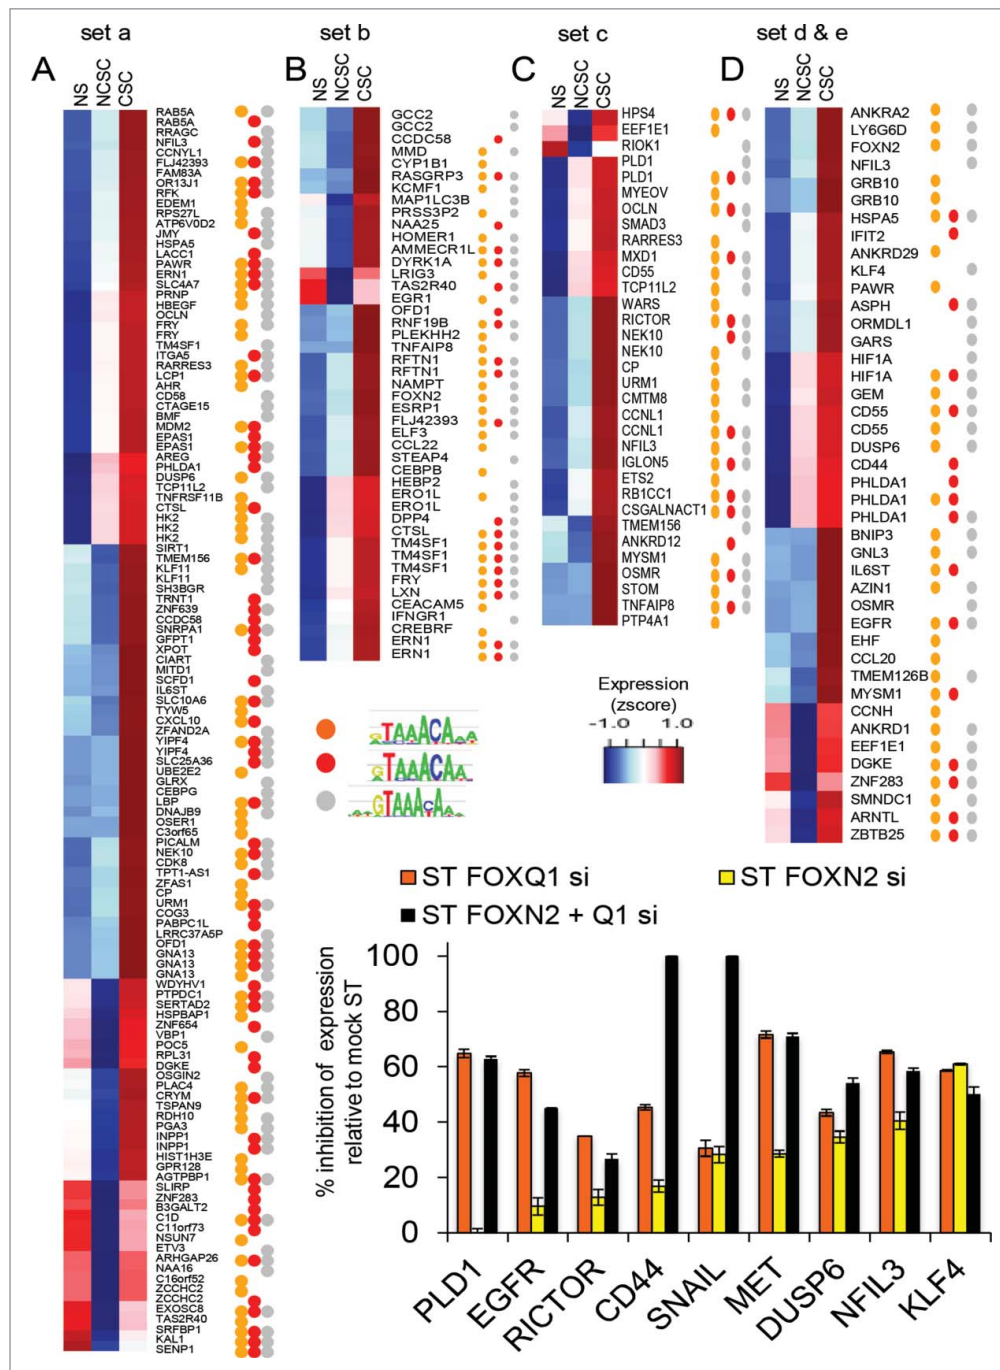 set a
set b
set c
set d & e
A
NS
NCSC
CSC
RAB5A
RAB5A
RRAGC
NFIL3
CCNYL1
FLJ42393
FAM83A
OR13J1
RFK
EDEM1
RPS27L
ATP6V0D2
JMY
HSPA5
LACC1
PAWR
ERN1
SLC4A7
PRNP
HBEGF
OCLN
FRY
FRY
TM4SF1
ITGA5
RARRES3
LCP1
AHR
CD58
CTAGE15
BMF
MDM2
EPAS1
EPAS1
AREG
PHLDA1
DUSP6
TCP11L2
TNFRSF11B
CTSL
HK2
HK2
HK2
SIRT1
TMEM156
KLF11
KLF11
SH3BGR
TRNT1
ZNF639
CCDC58
SNRPA1
GFPT1
XPOT
CIART
MITD1
SCFD1
IL6ST
SLC10A6
TYW5
CXCL10
ZFAND2A
YIPF4
YIPF4
SLC25A36
UBE2E2
GLRX
CEBPG
LBP
DNAJB9
OSER1
C3orf65
PICALM
NEK10
CDK8
TPT1-AS1
ZFAS1
CP
URM1
COG3
PABPC1L
LRRC37A5P
OFD1
GNA13
GNA13
GNA13
WDYHV1
PTPDC1
SERTAD2
HSPBAP1
ZNF654
VBP1
POC5
RPL31
DGKE
OSGIN2
PLAC4
CRYM
TSPAN9
RDH10
PGA3
INPP1
INPP1
HIST1H3E
GPR128
AGTPBP1
SLIRP
ZNF283
B3GALT2
C1D
C11orf73
NSUN7
ETV3
ARHGAP26
NAA16
C16orf52
ZCCHC2
ZCCHC2
EXOSC8
TAS2R40
SRFBP1
KAL1
SENP1
B
NS
NCSC
CSC
GCC2
GCC2
CCDC58
MMD
CYP1B1
RASGRP3
KCMF1
MAP1LC3B
PRSS3P2
NAA25
HOMER1
AMMECR1L
DYRK1A
LRIG3
TAS2R40
EGR1
OFD1
RNF19B
PLEKHH2
TNFAIP8
RFTN1
RFTN1
NAMPT
FOXN2
ESRP1
FLJ42393
ELF3
CCL22
STEAP4
CEBPB
HEBP2
ERO1L
ERO1L
DPP4
CTSL
TM4SF1
TM4SF1
TM4SF1
FRY
LXN
CEACAM5
IFNGR1
CREBRF
ERN1
ERN1
C
NS
NCSC
CSC
HPS4
EEF1E1
RIOK1
PLD1
PLD1
MYEOV
OCLN
SMAD3
RARRES3
MXD1
CD55
TCP11L2
WARS
RICTOR
NEK10
NEK10
CP
URM1
CMTM8
CCNL1
CCNL1
NFIL3
IGLON5
ETS2
RB1CC1
CSGALNACT1
TMEM156
ANKRD12
MYSM1
OSMR
STOM
TNFAIP8
PTP4A1
D
NS
NCSC
CSC
ANKRA2
LY6G6D
FOXN2
NFIL3
GRB10
GRB10
HSPA5
IFIT2
ANKRD29
KLF4
PAWR
ASPH
ORMDL1
GARS
HIF1A
HIF1A
GEM
CD55
CD55
DUSP6
CD44
PHLDA1
PHLDA1
PHLDA1
BNIP3
GNL3
IL6ST
AZIN1
OSMR
EGFR
EHF
CCL20
TMEM126B
MYSM1
CCNH
ANKRD1
EEF1E1
DGKE
ZNF283
SMNDC1
ARNTL
ZBTB25
GTAAACA
GTAAACA
GTAAA A
Expression
(zscore)
-1.0 1.0
ST FOXQ1 si
ST FOXN2 si
ST FOXN2 + Q1 si
% inhibition of expression
relative to mock ST
100
80
60
40
20
0
PLD1
EGFR
RICTOR
CD44
SNAIL
MET
DUSP6
NFIL3
KLF4